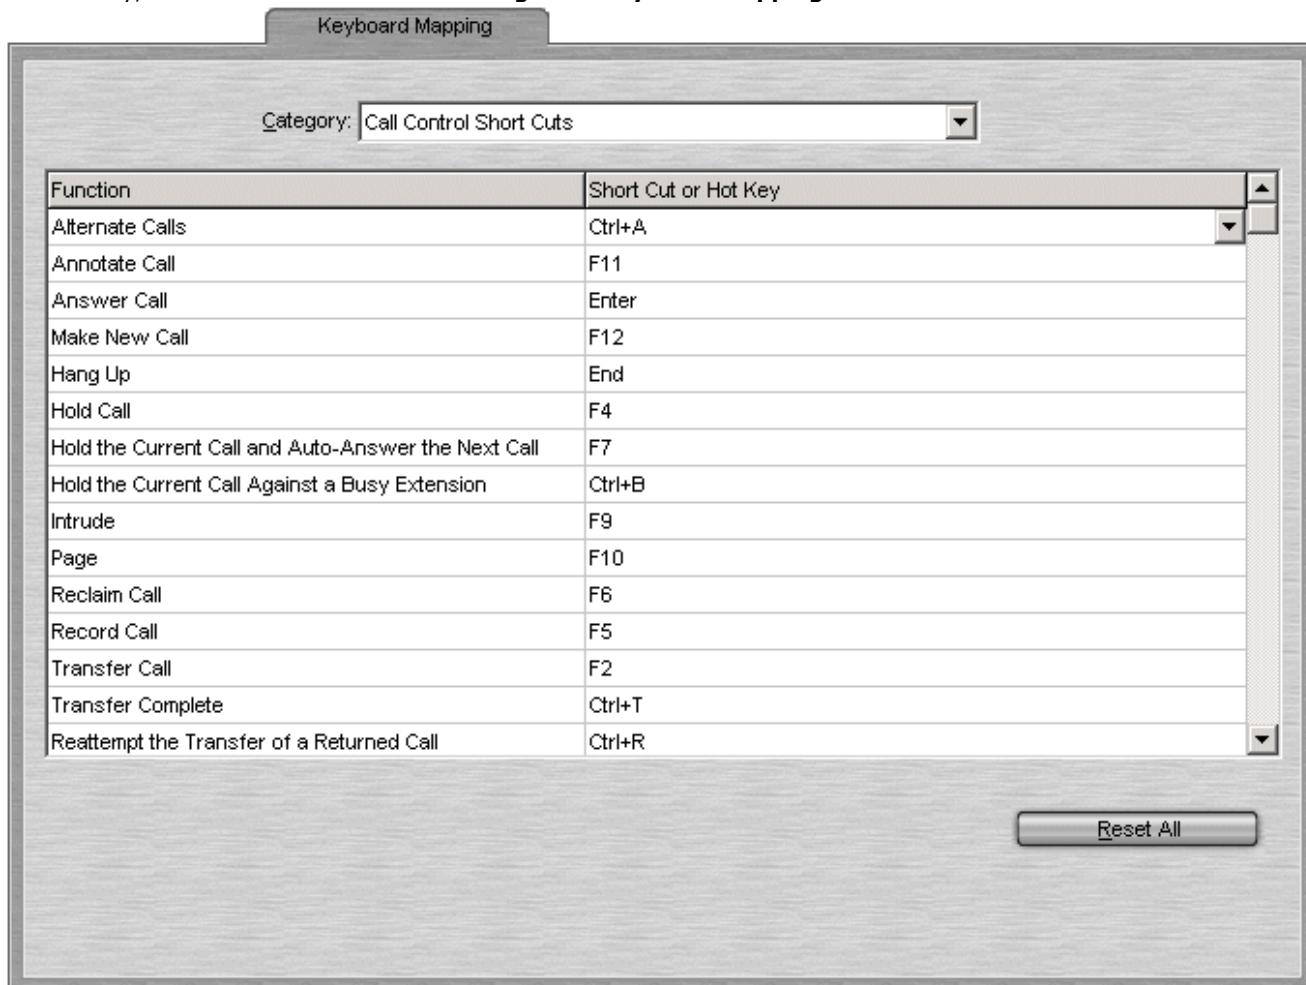 Keyboard Mapping
Category: Call Control Short Cuts
Function Short Cut or Hot Key
Alternate Calls Ctrl+A
Annotate Call F11
Answer Call Enter
Make New Call F12
Hang Up End
Hold Call F4
Hold the Current Call and Auto-Answer the Next Call F7
Hold the Current Call Against a Busy Extension Ctrl+B
Intrude F9
Page F10
Reclaim Call F6
Record Call F5
Transfer Call F2
Transfer Complete Ctrl+T
Reattempt the Transfer of a Returned Call Ctrl+R
Reset All